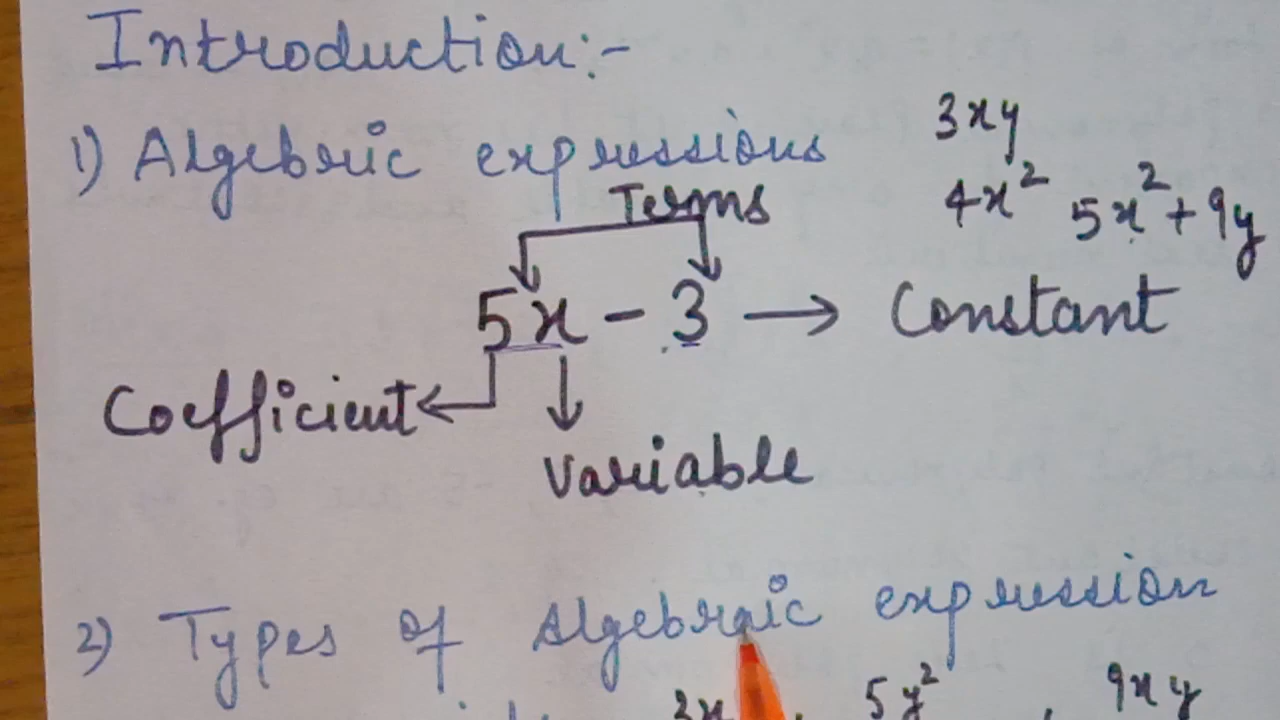 Introduction:-
1) Algebric expressions
3xy
4x² 5x² + 9y
Terms
5x - 3 → Constant
Coefficient
Variable
2) Types of Algebraic expression
5y² , 9xy